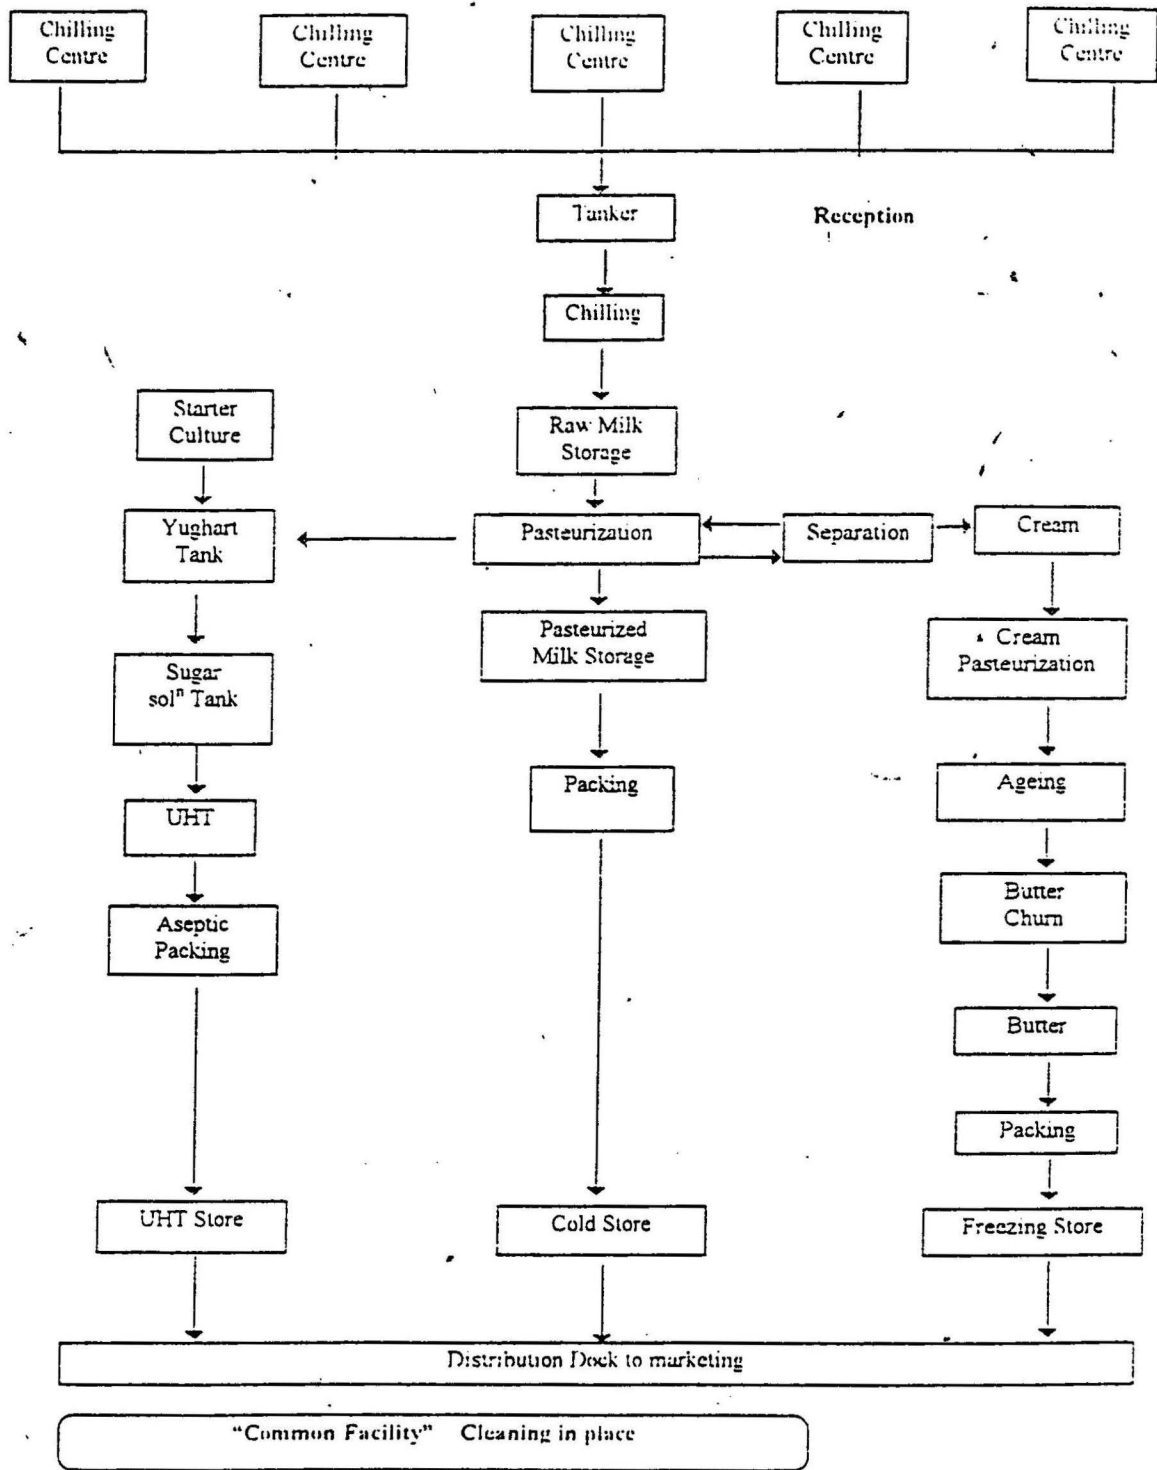 Chilling
Centre
Chilling
Centre
Chilling
Centre
Chilling
Centre
Chilling
Centre
Tanker
Reception
Chilling
Starter
Culture
Raw Milk
Storage
Yughart
Tank
Pasteurization
Separation
Cream
Pasteurized
Milk Storage
Cream
Pasteurization
Sugar
solⁿ Tank
Packing
Ageing
UHT
Aseptic
Packing
Butter
Churn
Butter
Packing
UHT Store
Cold Store
Freezing Store
Distribution Dock to marketing
"Common Facility" Cleaning in place